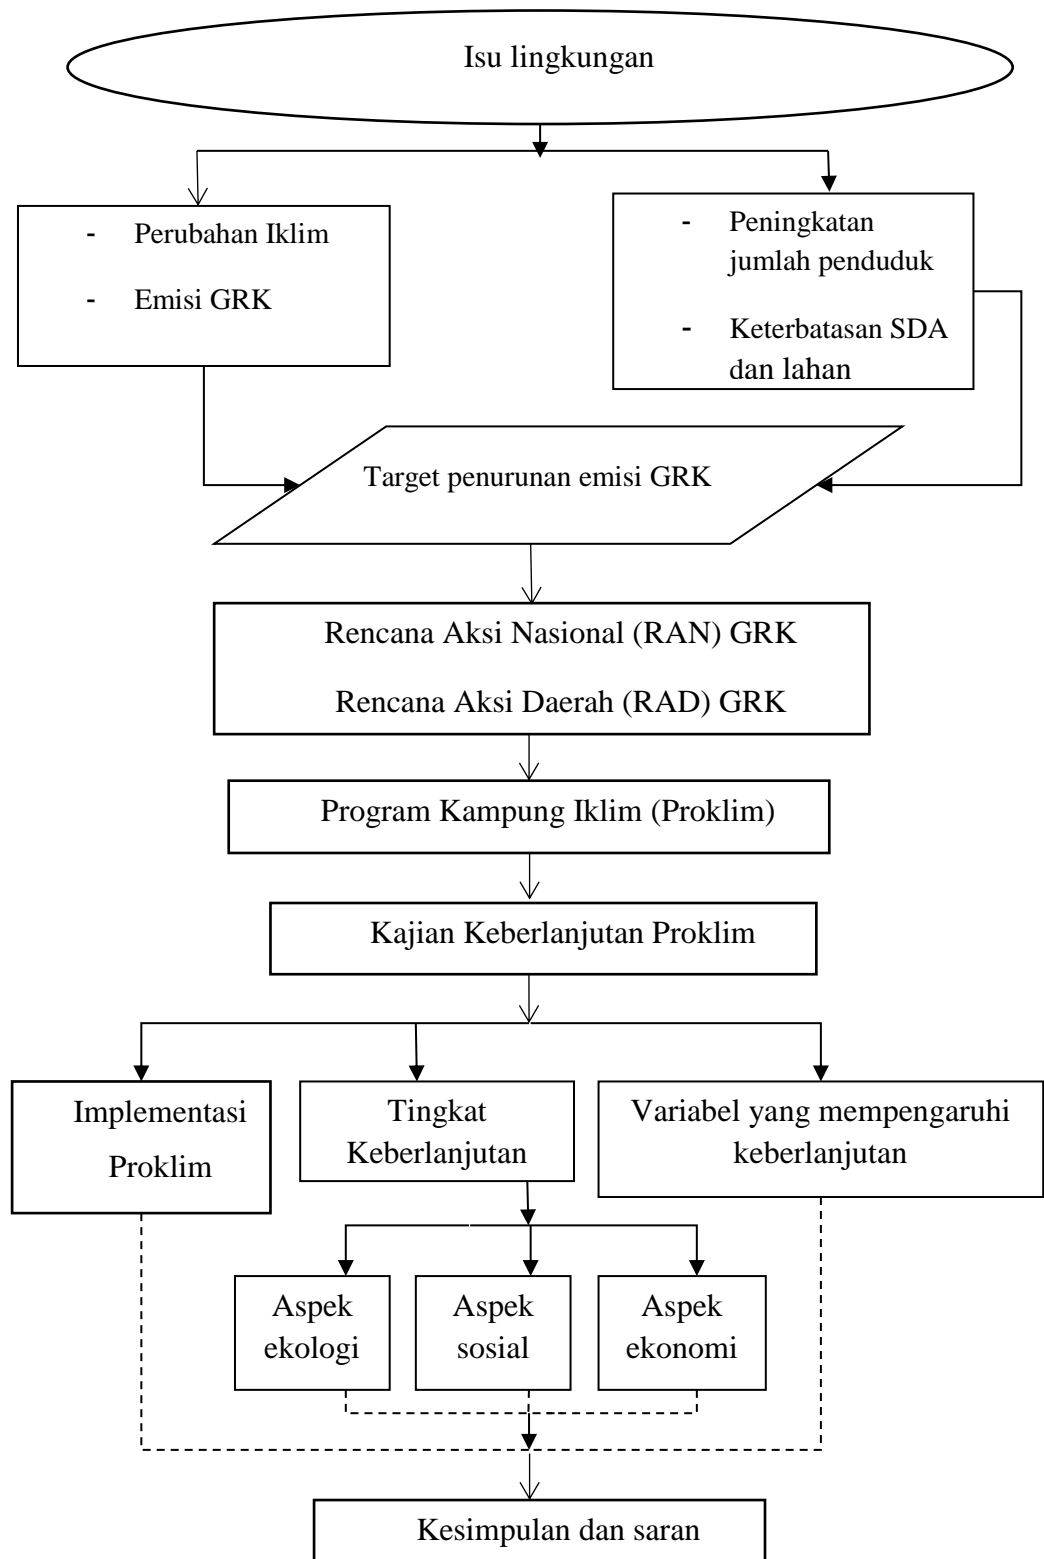 Isu lingkungan
- Perubahan Iklim
- Emisi GRK
- Peningkatan
jumlah penduduk
- Keterbatasan SDA
dan lahan
Target penurunan emisi GRK
Rencana Aksi Nasional (RAN) GRK
Rencana Aksi Daerah (RAD) GRK
Program Kampung Iklim (Proklim)
Kajian Keberlanjutan Proklim
Implementasi
Proklim
Tingkat
Keberlanjutan
Variabel yang mempengaruhi
keberlanjutan
Aspek
ekologi
Aspek
sosial
Aspek
ekonomi
Kesimpulan dan saran